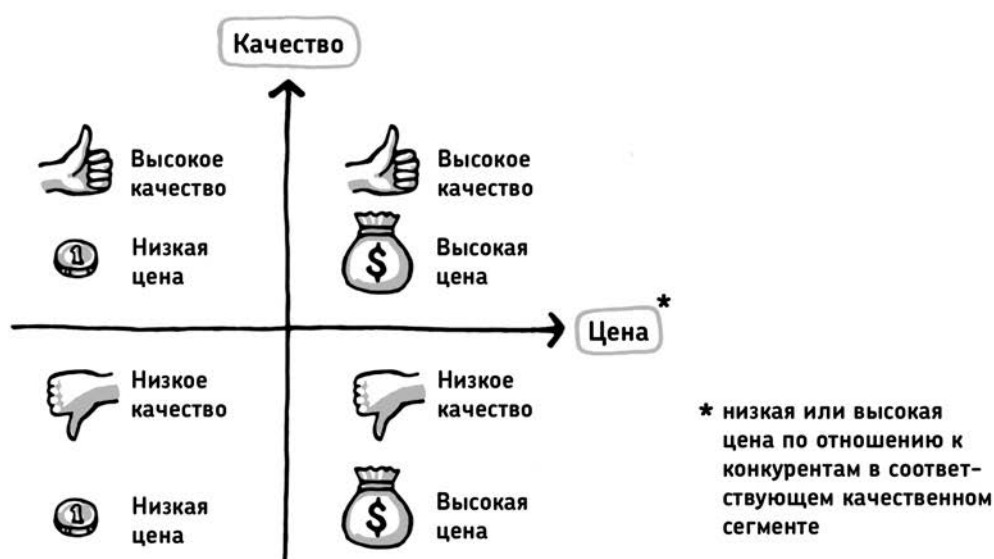 Качество
Высокое
качество
Низкая
цена
1
Высокое
качество
Высокая
цена
$
Цена*
Низкое
качество
Низкая
цена
1
Низкое
качество
Высокая
цена
$
* низкая или высокая
цена по отношению к
конкурентам в соответ-
ствующем качественном
сегменте